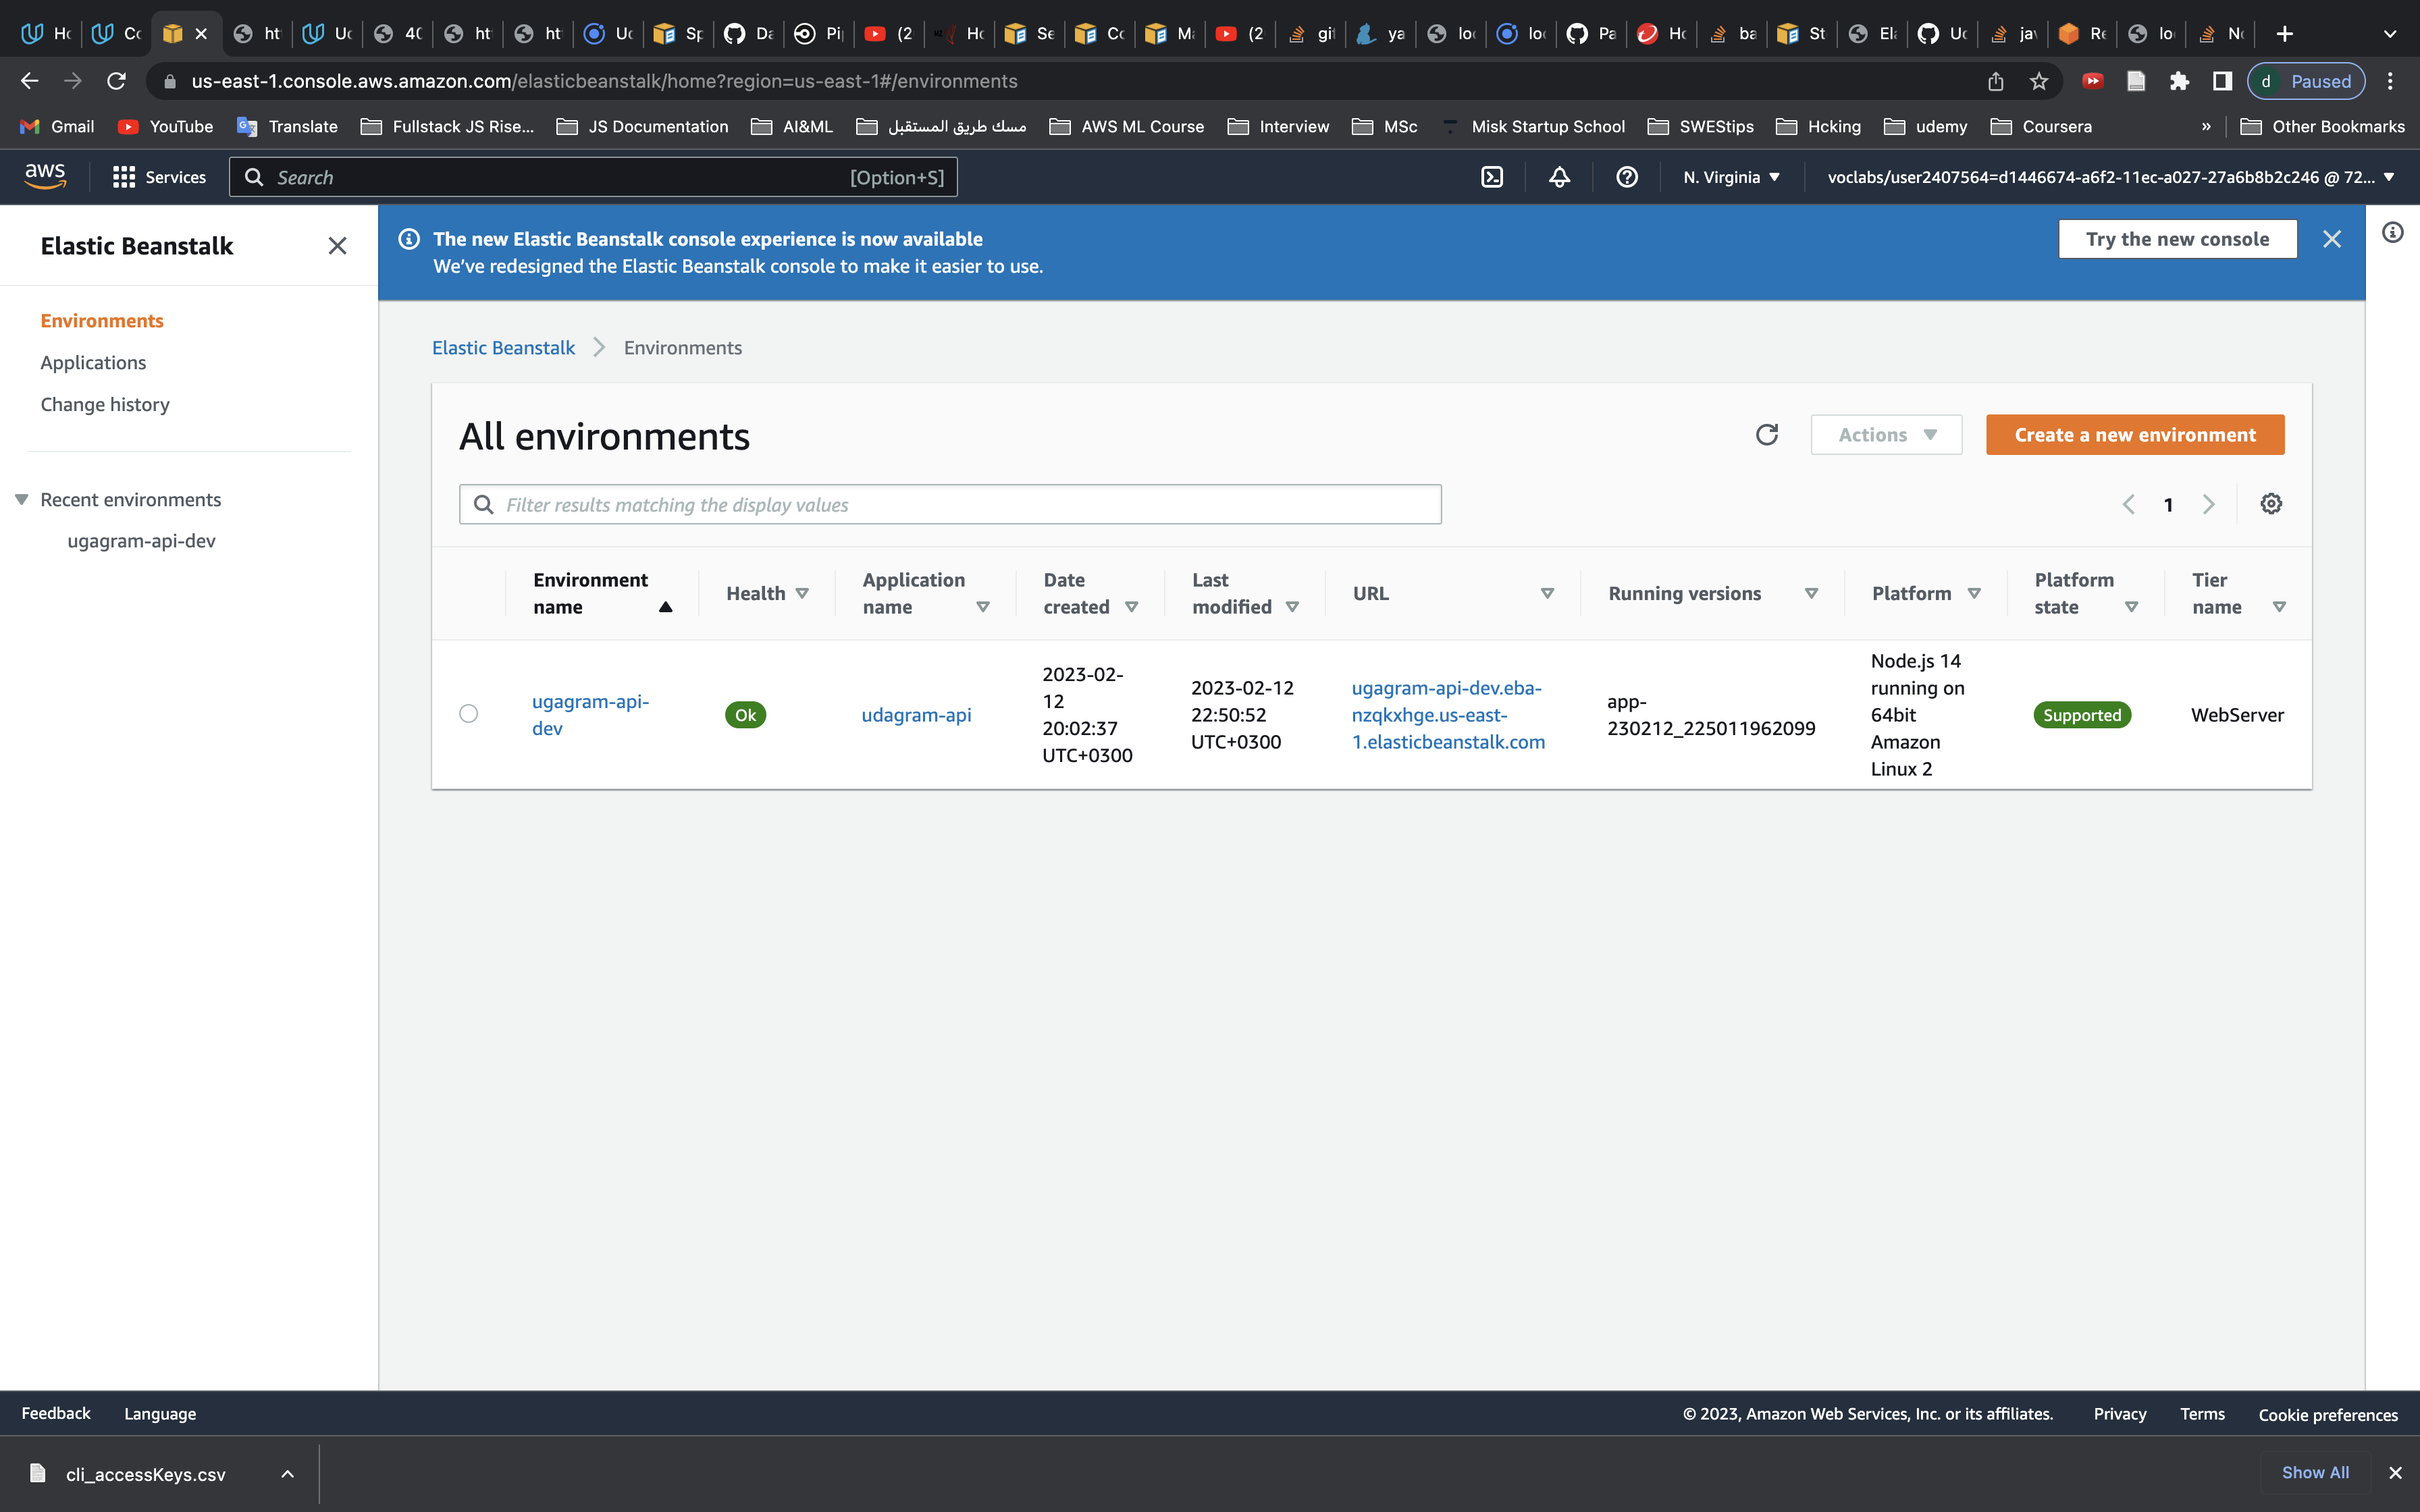 Ho
Co
ht
Uc
40
ht
ht
Uc
Sp
Da
Pi
(2
Ho
Se
Co
Ma
(2
git
ya
loc
loc
Pa
Ho
ba
St
Ela
Uc
jav
Re
lo
No
us-east-1.console.aws.amazon.com/elasticbeanstalk/home?region=us-east-1#/environments
d Paused
Gmail
YouTube
Translate
Fullstack JS Rise...
JS Documentation
AI&ML
مسك طريق المستقبل
AWS ML Course
Interview
MSc
Misk Startup School
SWEStips
Hcking
udemy
Coursera
»
Other Bookmarks
aws
Services
Search
[Option+S]
N. Virginia
voclabs/user2407564=d1446674-a6f2-11ec-a027-27a6b8b2c246 @ 72...
Elastic Beanstalk
Environments
Applications
Change history
Recent environments
ugagram-api-dev
The new Elastic Beanstalk console experience is now available
We've redesigned the Elastic Beanstalk console to make it easier to use.
Try the new console
Elastic Beanstalk
Environments
All environments
Actions
Create a new environment
Filter results matching the display values
1
Environment
name
Health
Application
name
Date
created
Last
modified
URL
Running versions
Platform
Platform
state
Tier
name
ugagram-api-
dev
Ok
udagram-api
2023-02-
12
20:02:37
UTC+0300
2023-02-12
22:50:52
UTC+0300
ugagram-api-dev.eba-
nzqkxhge.us-east-
1.elasticbeanstalk.com
app-
230212_225011962099
Node.js 14
running on
64bit
Amazon
Linux 2
Supported
WebServer
Feedback
Language
© 2023, Amazon Web Services, Inc. or its affiliates.
Privacy
Terms
Cookie preferences
cli_accessKeys.csv
Show All